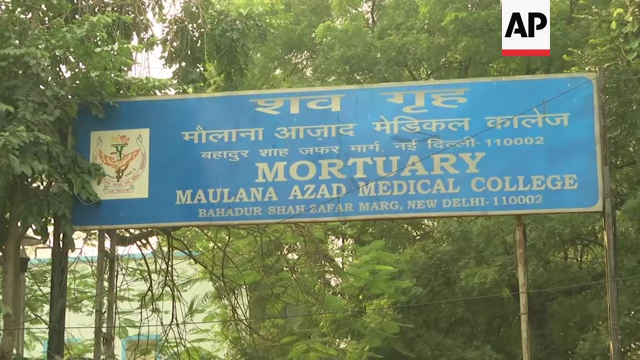 AP
शव गृह
मौलाना आज़ाद मेडिकल कालेज
बहादुर शाह जफर मार्ग, नई दिल्ली-110002
MORTUARY
MAULANA AZAD MEDICAL COLLEGE
BAHADUR SHAH ZAFAR MARG, NEW DELHI-110002